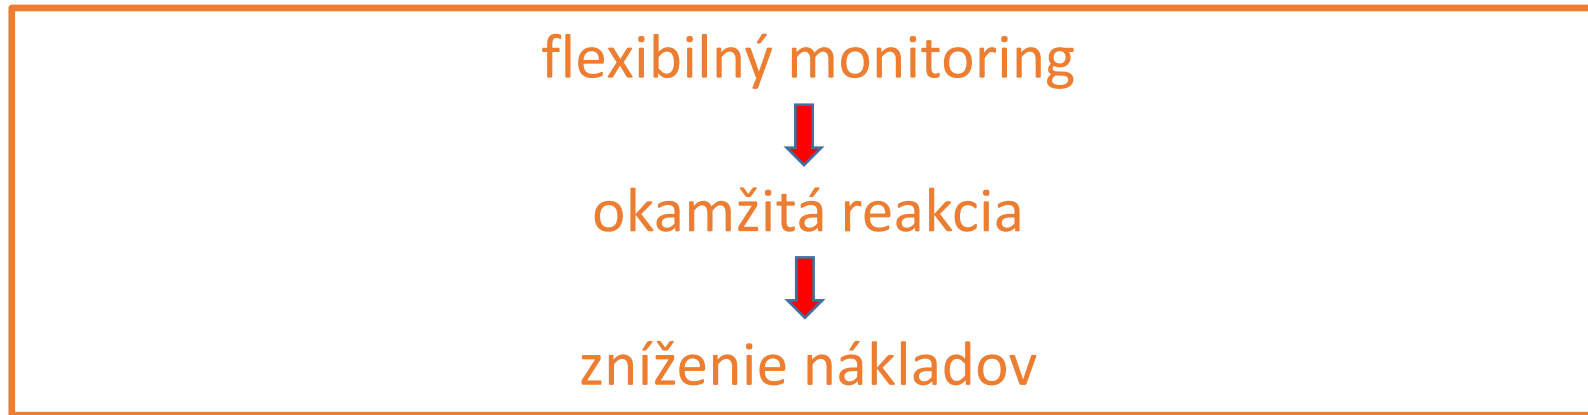 flexibilný monitoring
okamžitá reakcia
zníženie nákladov